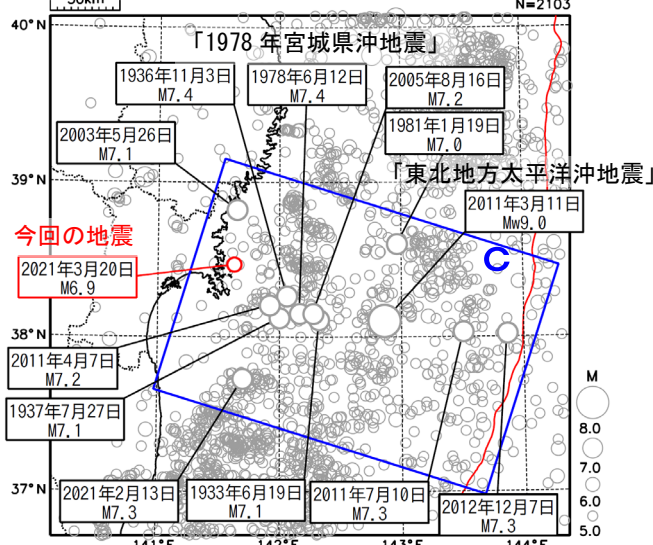 50km
N=2103
40°N
「1978 年宮城県沖地震」
1936年11月3日
M7.4
1978年6月12日
M7.4
2005年8月16日
M7.2
2003年5月26日
M7.1
1981年1月19日
M7.0
39°N
「東北地方太平洋沖地震」
2011年3月11日
Mw9.0
今回の地震
2021年3月20日
M6.9
C
38°N
2011年4月7日
M7.2
1937年7月27日
M7.1
M
8.0
7.0
6.0
5.0
37°N
2021年2月13日
M7.3
1933年6月19日
M7.1
2011年7月10日
M7.3
2012年12月7日
M7.3
141°E
142°E
143°E
144°E